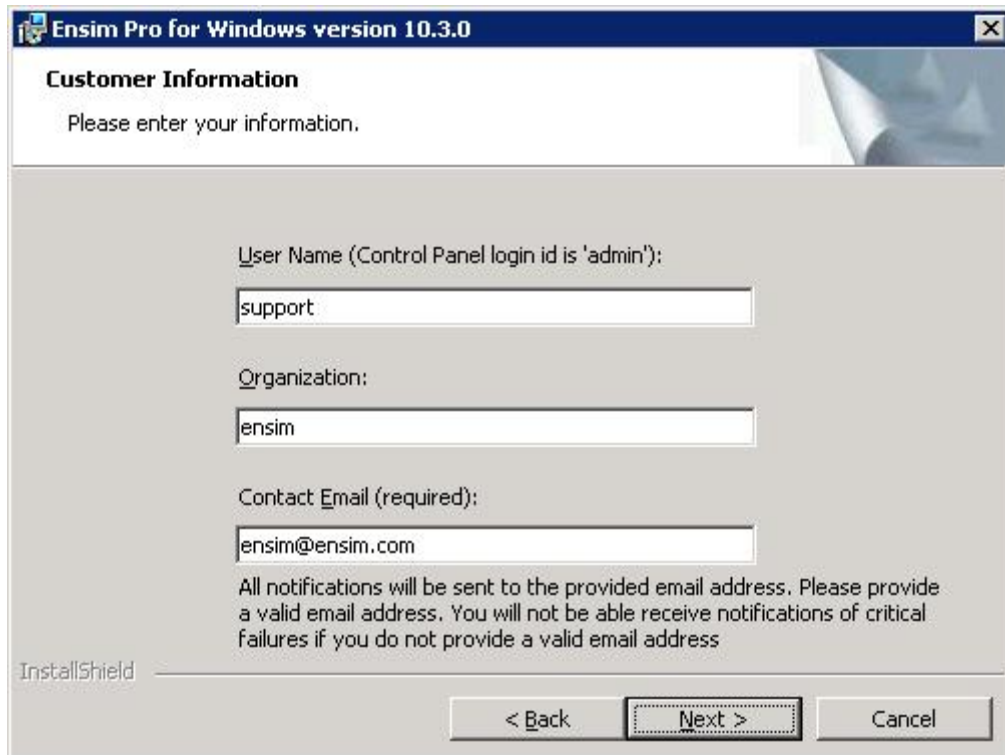 Ensim Pro for Windows version 10.3.0
Customer Information
Please enter your information.
User Name (Control Panel login id is 'admin'):
support
Organization:
ensim
Contact Email (required):
ensim@ensim.com
All notifications will be sent to the provided email address. Please provide
a valid email address. You will not be able receive notifications of critical
failures if you do not provide a valid email address
InstallShield
< Back
Next >
Cancel